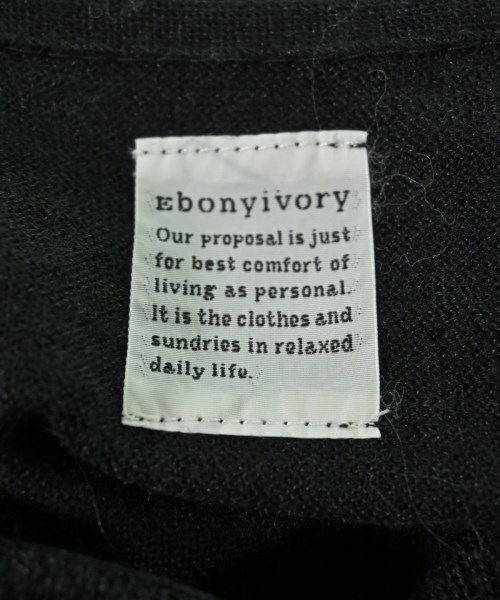 Ebonyivory
Our proposal is just
for best comfort of
living as personal.
It is the clothes and
sundries in relaxed
daily life.